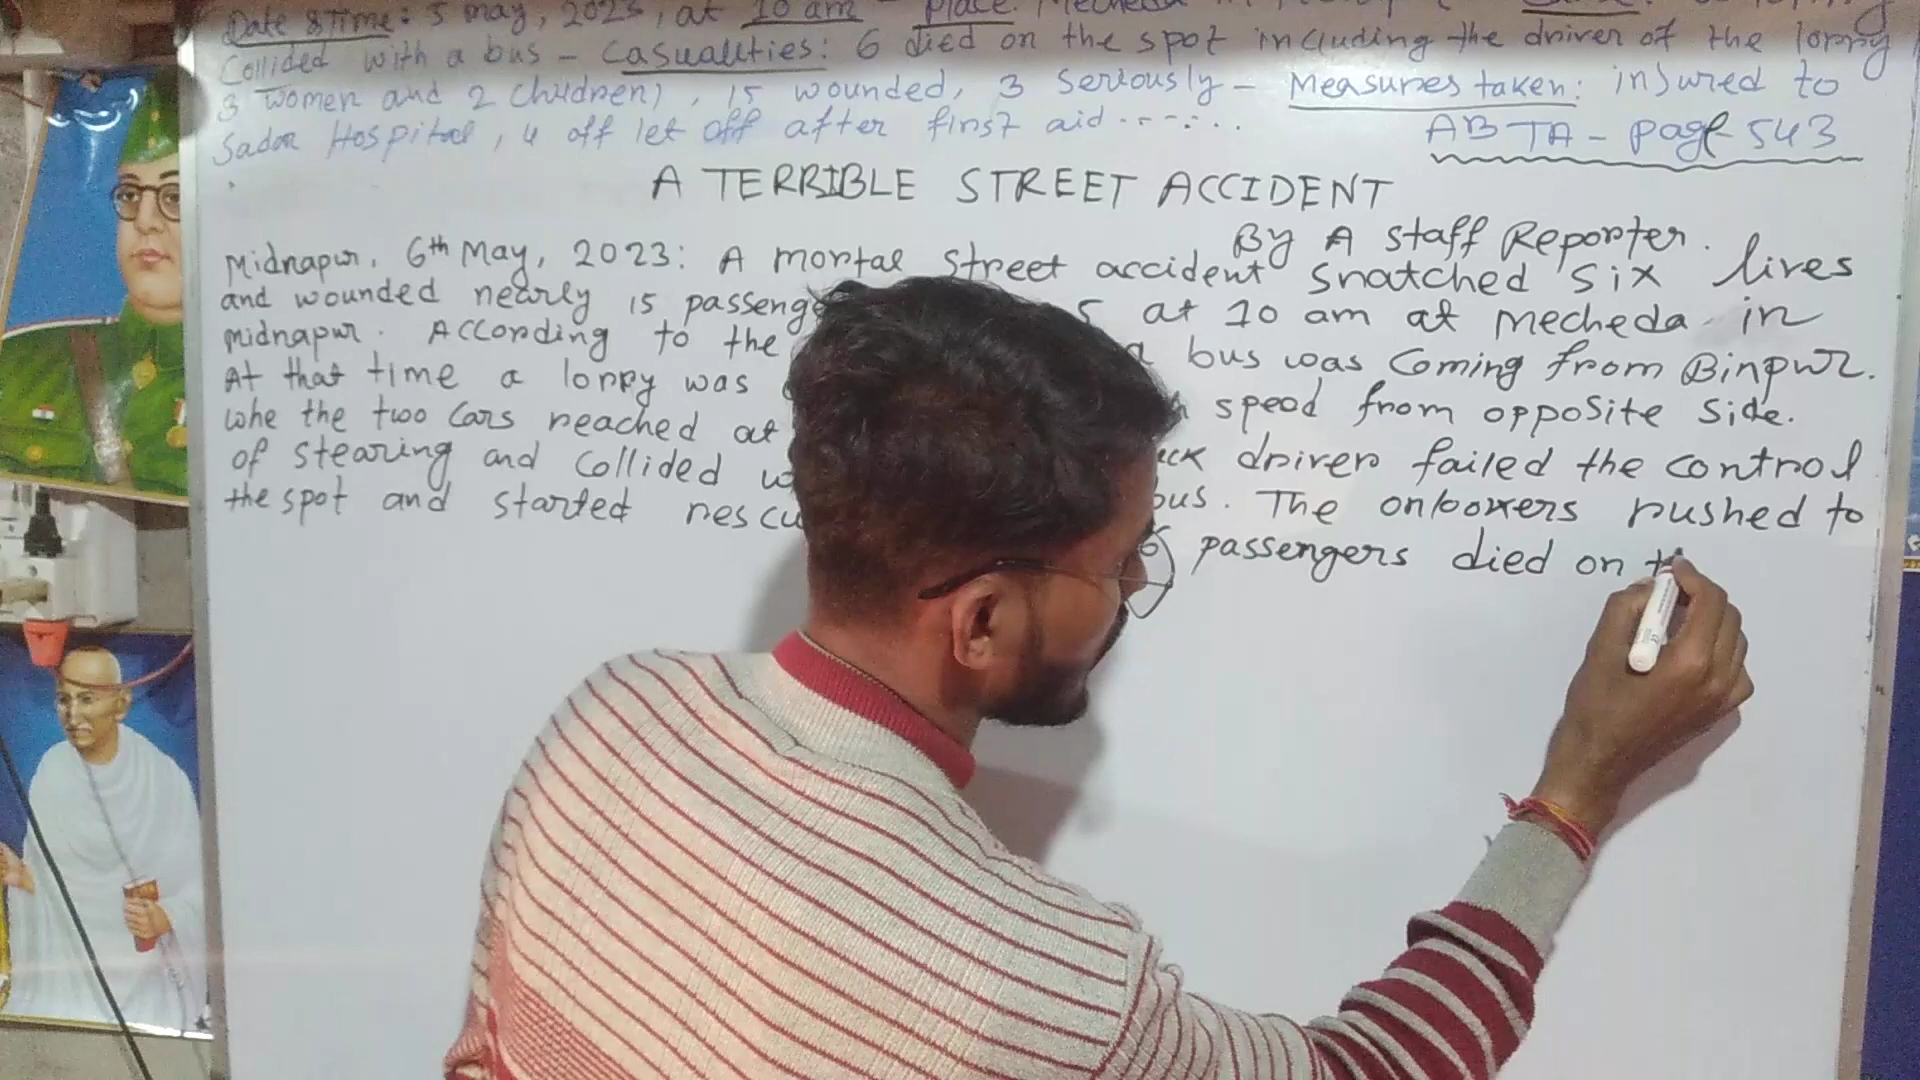 Date & Time: 5 may, 2023, at 10 am - Place: Mecheda in
Collided with a bus - Casualities: 6 died on the spot including the driver of the lorry
3 women and 2 children), 15 wounded, 3 Seriously - Measures taken: injured to
Sadar Hospital, 4 off let off after first aid
ABTA - page 543
A TERRIBLE STREET ACCIDENT
By A Staff Reporter.
Midnapur, 6th May, 2023: A mortal street accident snatched six lives
and wounded nearly 15 5 at 10 am at Mecheda in
Midnapur. According to the a bus was coming from Binpur.
At that time a lorry was speed from opposite side.
Whe the two cars reached at driver failed the control
of stearing and collided bus. The onlookers rushed to
the spot and started 6 passengers died on